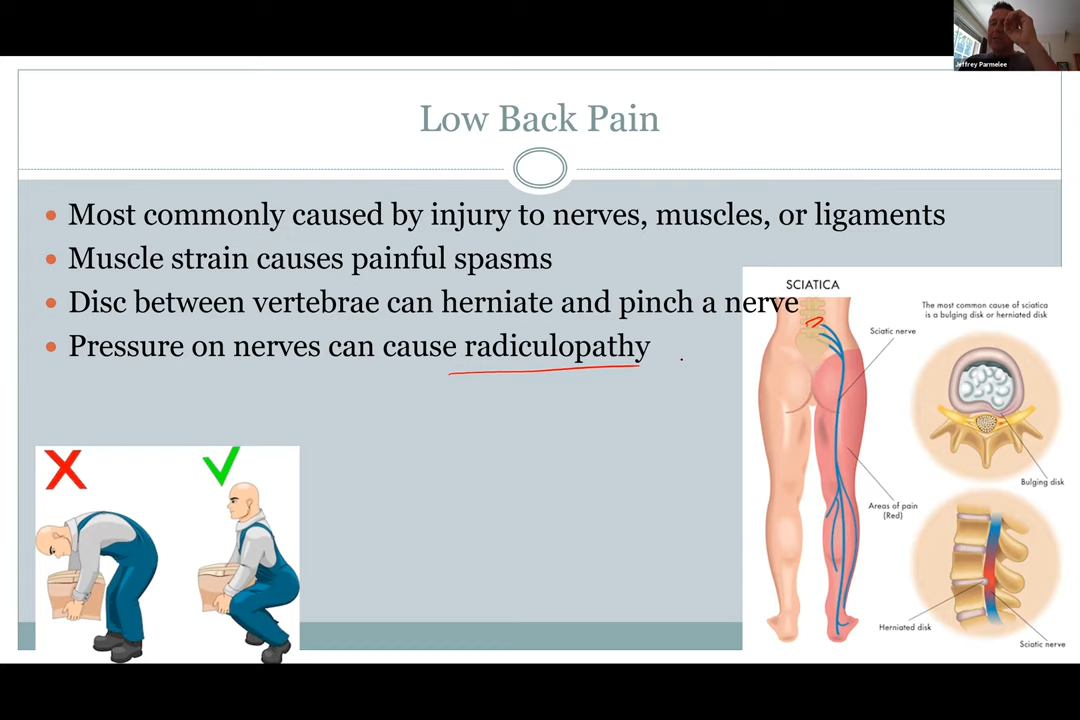 Jeffrey Parmelee
Low Back Pain
Most commonly caused by injury to nerves, muscles, or ligaments
Muscle strain causes painful spasms
Disc between vertebrae can herniate and pinch a nerve
Pressure on nerves can cause radiculopathy
SCIATICA
The most common cause of sciatica
is a bulging disk or herniated disk
Sciatic nerve
Bulging disk
Areas of pain
(Red)
Herniated disk
Sciatic nerve